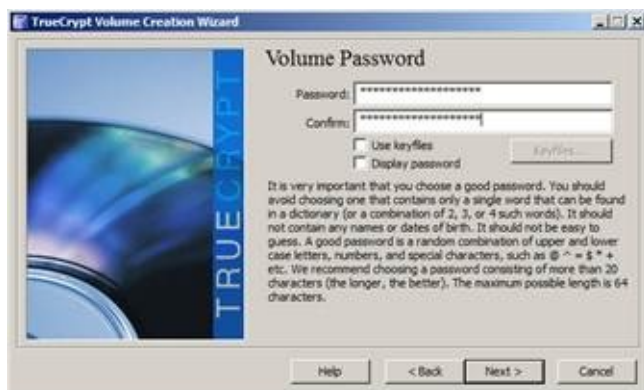 TrueCrypt Volume Creation Wizard
Volume Password
Password: ********************
Confirm: ********************
Use keyfiles
Keyfiles...
Display password
It is very important that you choose a good password. You should
avoid choosing one that contains only a single word that can be found
in a dictionary (or a combination of 2, 3, or 4 such words). It should
not contain any names or dates of birth. It should not be easy to
guess. A good password is a random combination of upper and lower
case letters, numbers, and special characters, such as @ ^ = $ * +
etc. We recommend choosing a password consisting of more than 20
characters (the longer, the better). The maximum possible length is 64
characters.
TRUECRYPT
Help
< Back
Next >
Cancel